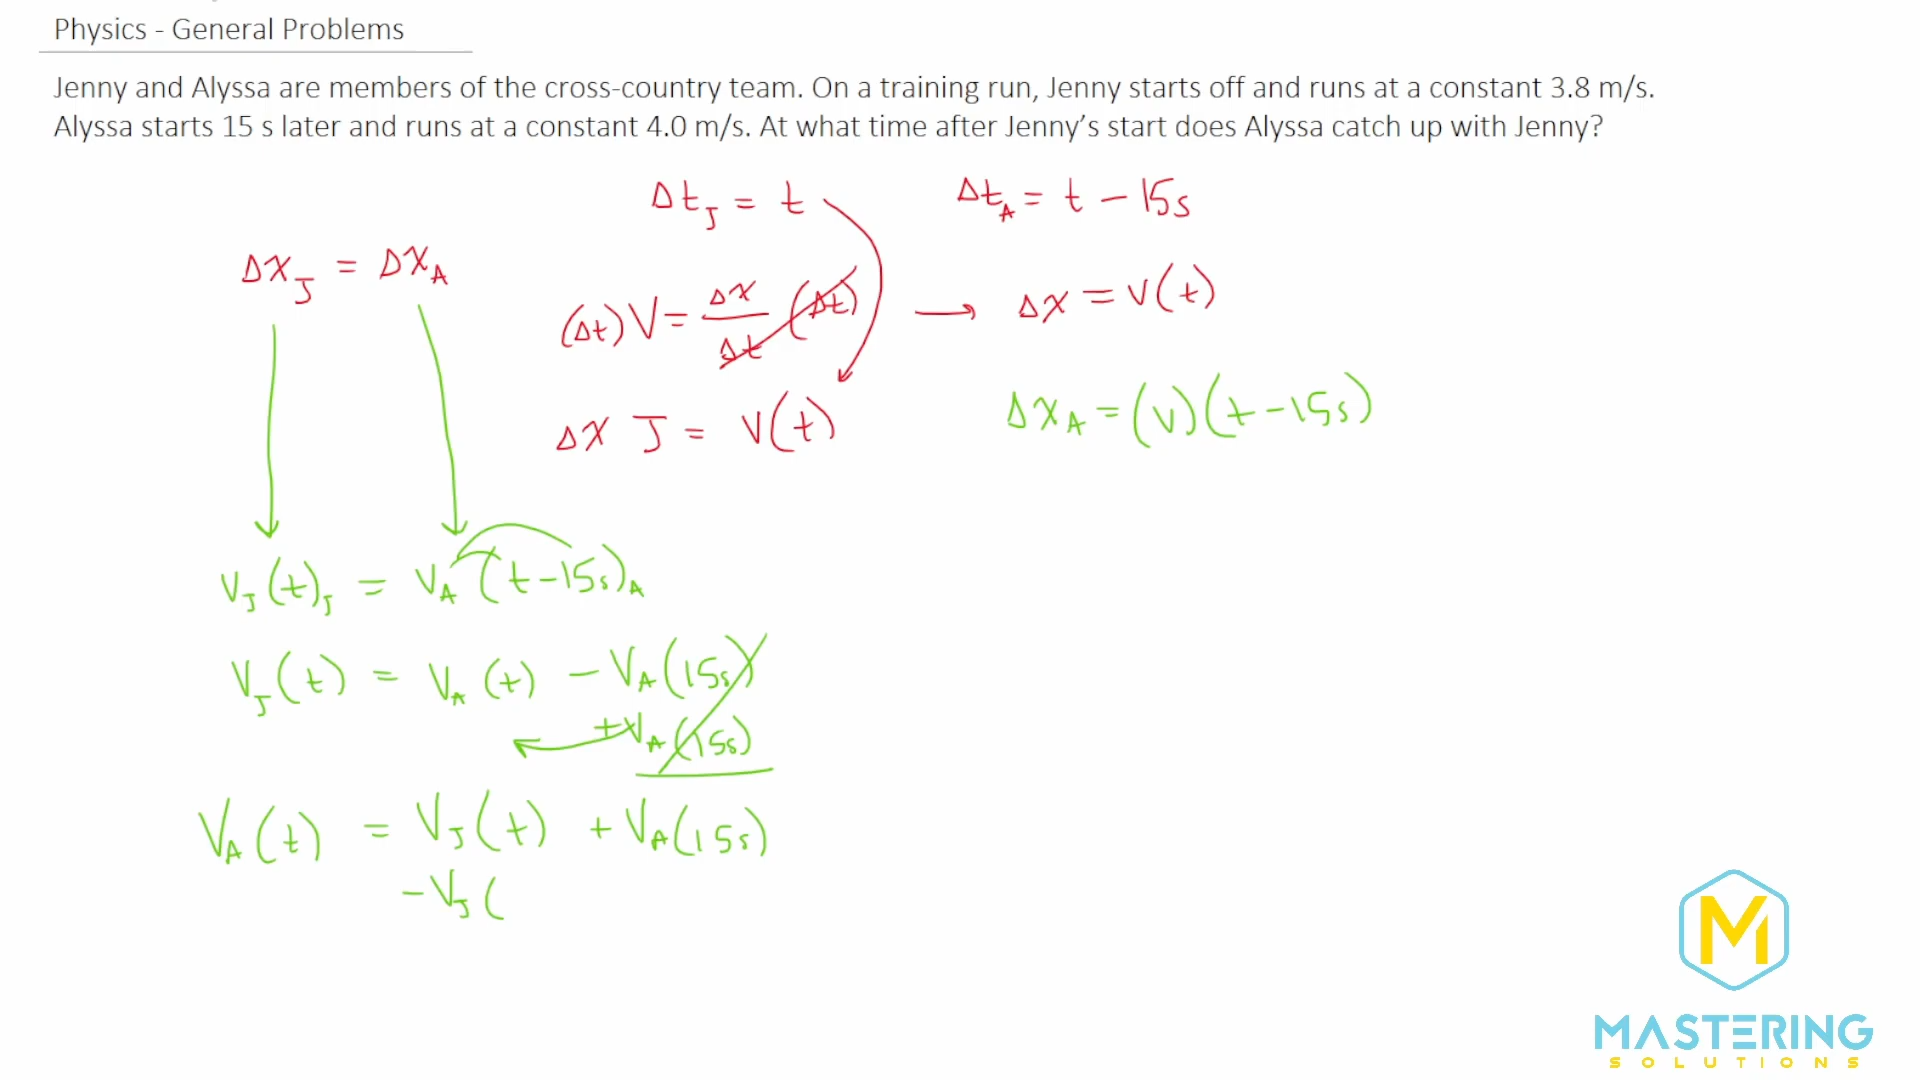 Physics - General Problems
Jenny and Alyssa are members of the cross-country team. On a training run, Jenny starts off and runs at a constant 3.8 m/s.
Alyssa starts 15 s later and runs at a constant 4.0 m/s. At what time after Jenny’s start does Alyssa catch up with Jenny?
Δt_J = t
Δt_A = t - 15s
Δx_J = Δx_A
(Δt)V = Δx/Δt (Δt) → Δx = v(t)
Δx J = v(t)
Δx_A = (v)(t - 15s)
v_J(t)_J = v_A(t - 15s)_A
V_J(t) = V_A(t) - V_A(15s)
+V_A(15s)
V_A(t) = V_J(t) + V_A(15s)
-V_J(
M
MASTERING
SOLUTIONS